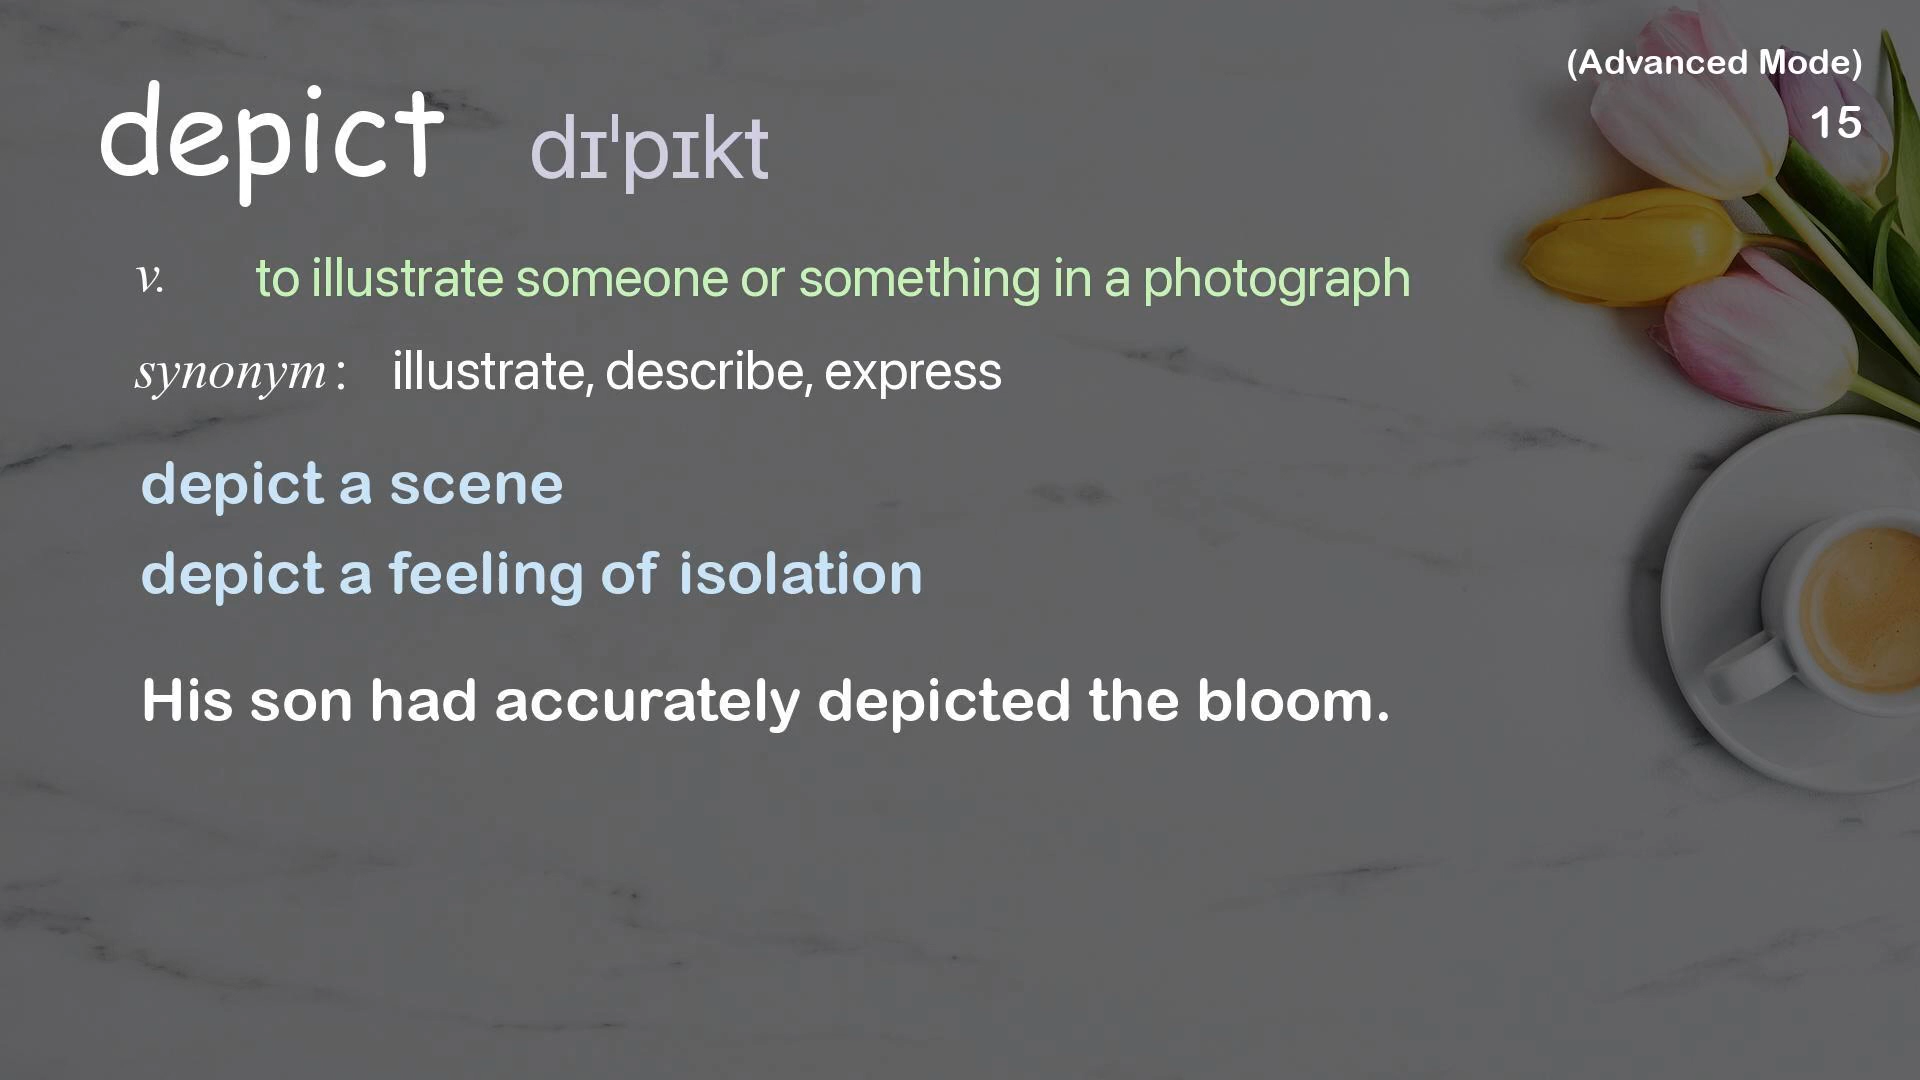 (Advanced Mode)
15
depict dɪˈpɪkt
v. to illustrate someone or something in a photograph
synonym : illustrate, describe, express
depict a scene
depict a feeling of isolation
His son had accurately depicted the bloom.